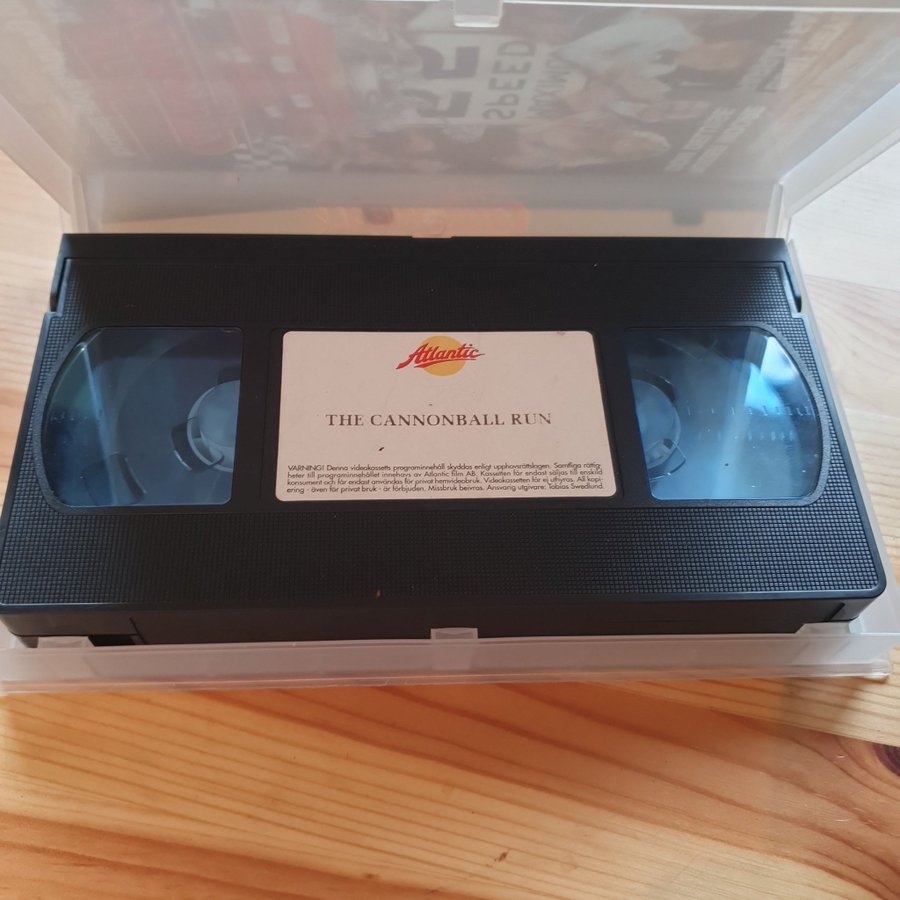 SPEED
Atlantic
THE CANNONBALL RUN
VARNING! Denna videokassetts programinnehåll skyddas enligt upphovsrättslagen. Samtliga rättig-
heter till programinnehållet innehavs av Atlantic film AB. Kassetten får endast säljas till enskild
konsument och får endast användas för privat hemvideobruk. Videokassetten får ej uthyras. All kopi-
ering - även för privat bruk - är förbjuden. Missbruk beivras. Ansvarig utgivare: Tobias Swedlund.